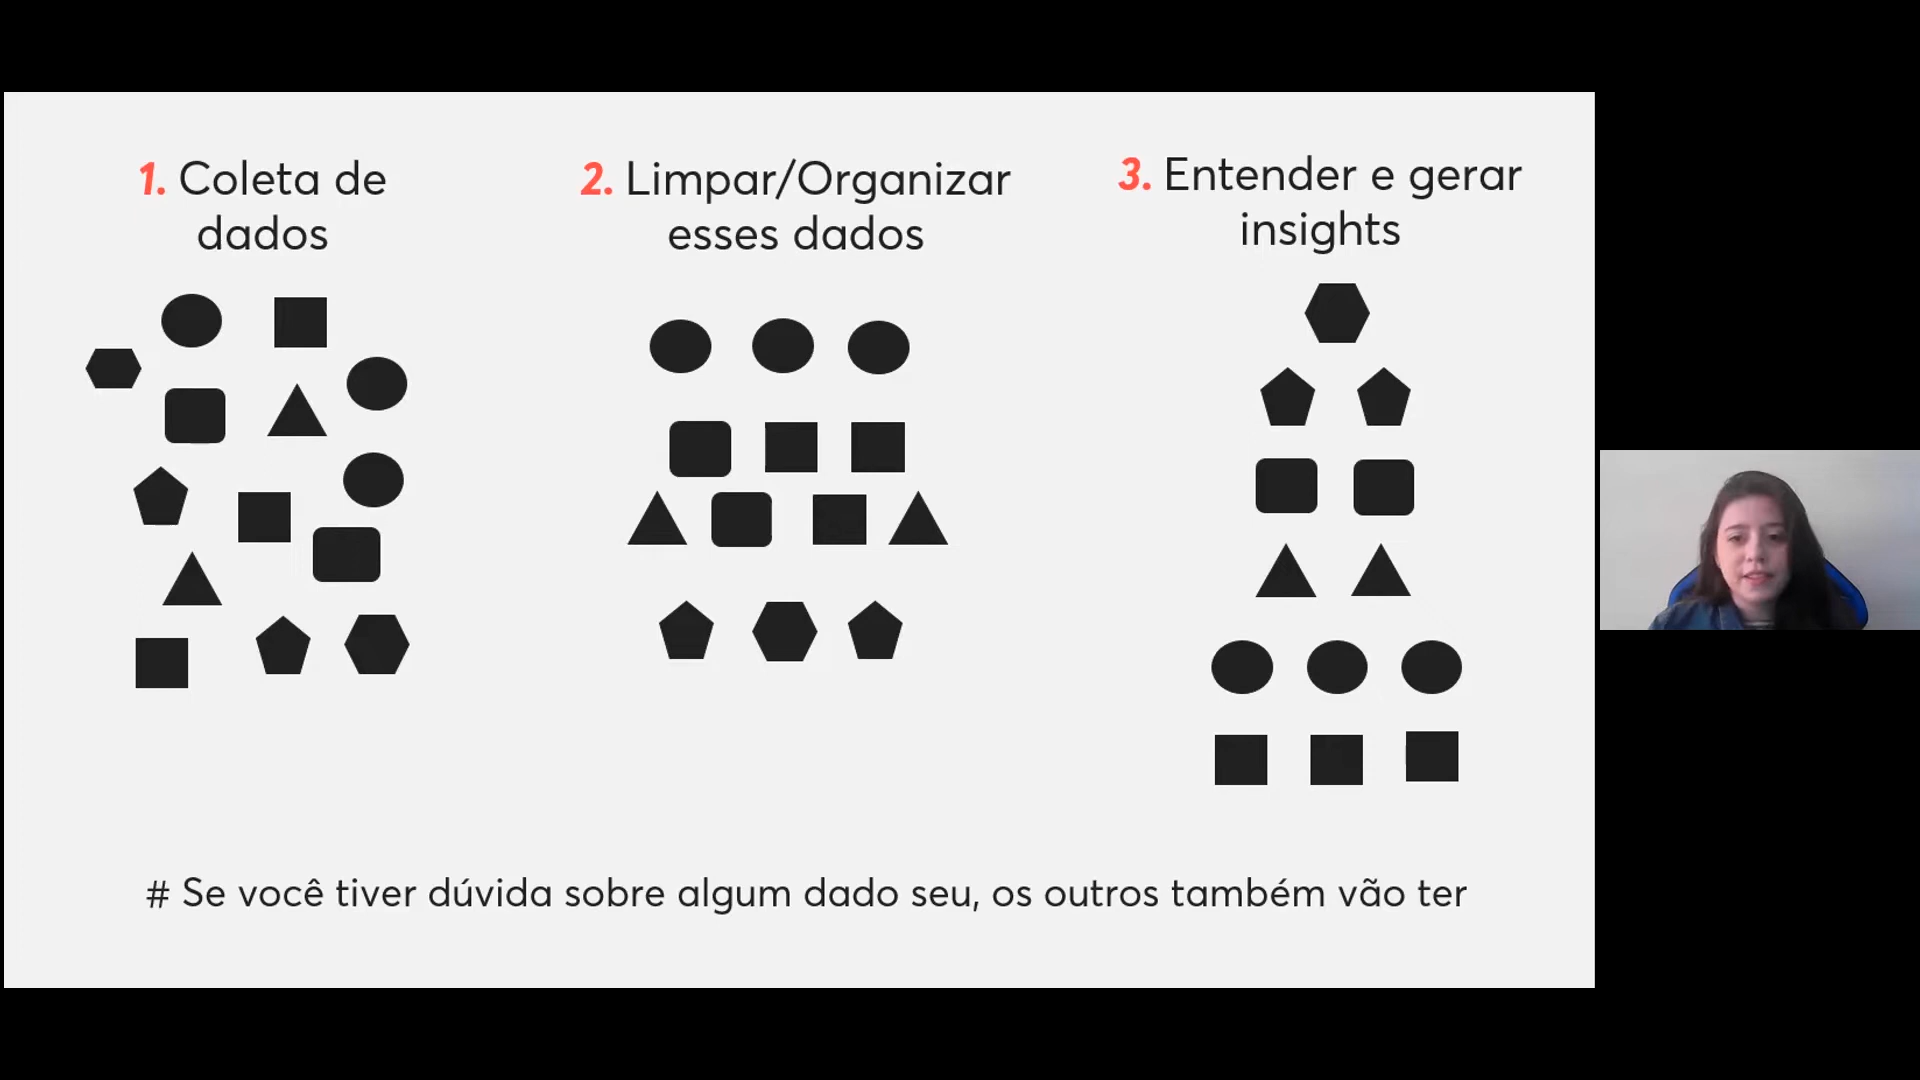 1. Coleta de
dados
2. Limpar/Organizar
esses dados
3. Entender e gerar
insights
# Se você tiver dúvida sobre algum dado seu, os outros também vão ter